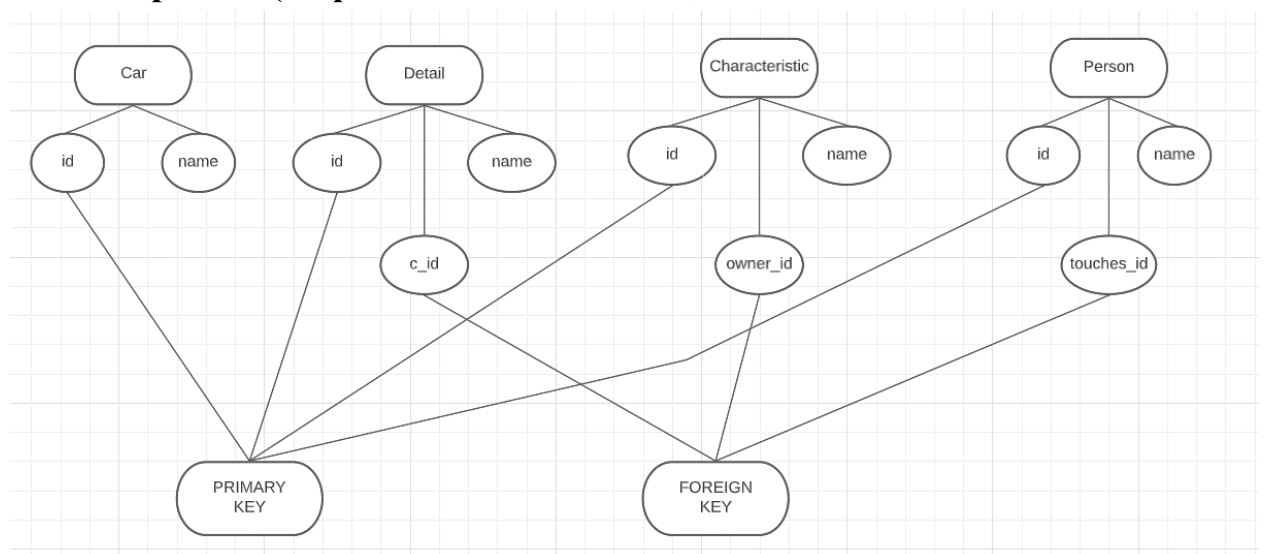 Car
Detail
Characteristic
Person
id
name
id
name
id
name
id
name
c_id
owner_id
touches_id
PRIMARY
KEY
FOREIGN
KEY